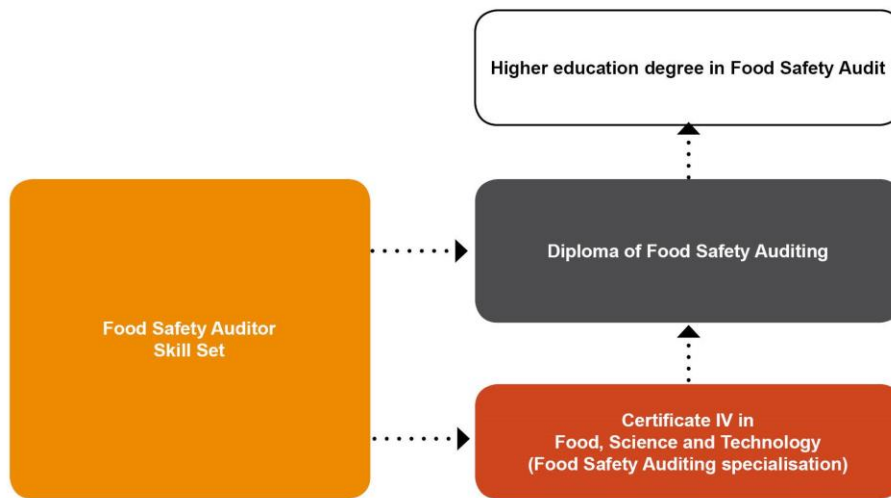 Higher education degree in Food Safety Audit
Diploma of Food Safety Auditing
Food Safety Auditor
Skill Set
Certificate IV in
Food, Science and Technology
(Food Safety Auditing specialisation)